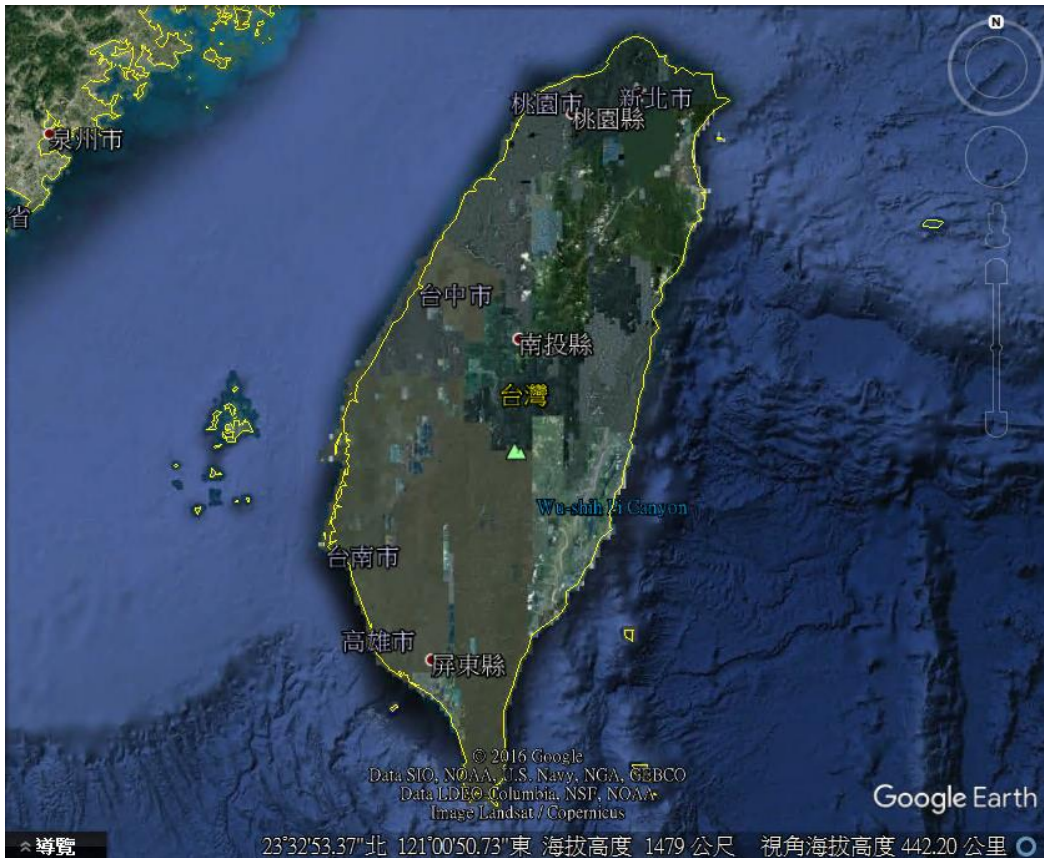 N
新北市
桃園市
桃園縣
泉州市
省
台中市
南投縣
台灣
Wu-shih Pi Canyon
台南市
高雄市
屏東縣
© 2016 Google
Data SIO, NOAA, U.S. Navy, NGA, GEBCO
Data LDEO-Columbia, NSF, NOAA
Image Landsat / Copernicus
Google Earth
導覽
23°32'53.37"北 121°00'50.73"東 海拔高度 1479 公尺 視角海拔高度 442.20 公里